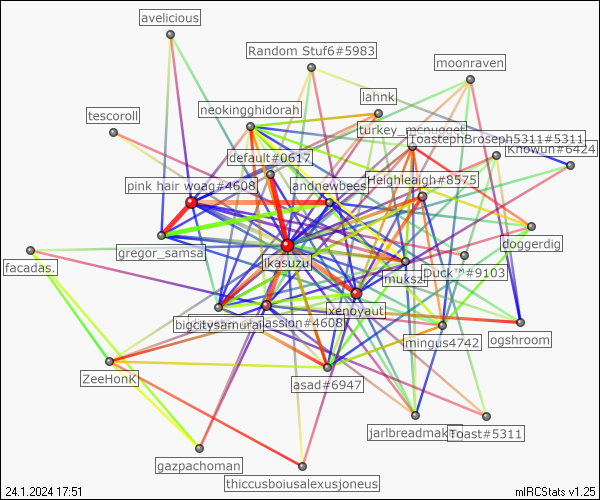 avelicious
Random Stuf6#5983
moonraven
lahnk
tescoroll
neokingghidorah
turkey_mcnugget
ToastephBroseph5311#5311
Knowun#6424
default#0617
pink hair woag#4608
andnewbees
Heighleaigh#8575
gregor_samsa
doggerdig
ikasuzu
facadas.
mukszi
Duck™#9103
xenoyaut
bigcitysamurai
assion#4608
mingus4742
ogshroom
ZeeHonK
asad#6947
jarlbreadmak
Toast#5311
gazpachoman
thiccusboiusalexusjoneus
24.1.2024 17:51
mIRCStats v1.25